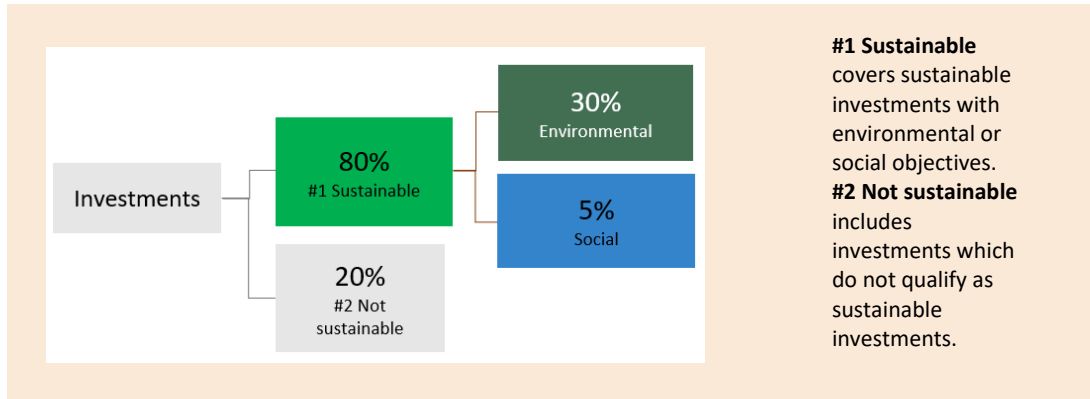 Investments
80%
#1 Sustainable
20%
#2 Not
sustainable
30%
Environmental
5%
Social
#1 Sustainable
covers sustainable
investments with
environmental or
social objectives.
#2 Not sustainable
includes
investments which
do not qualify as
sustainable
investments.